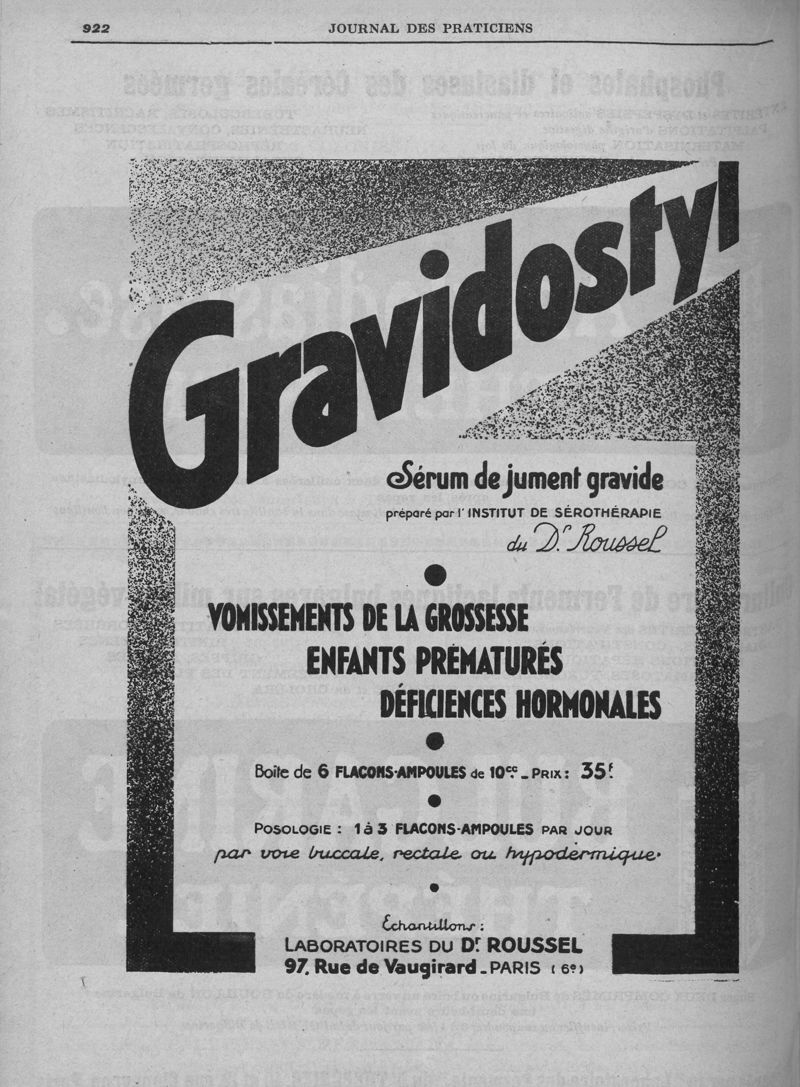 922
JOURNAL DES PRATICIENS
Gravidostyl
Sérum de jument gravide
préparé par l'INSTITUT DE SÉROTHÉRAPIE
du Dr. Roussel
VOMISSEMENTS DE LA GROSSESSE
ENFANTS PRÉMATURÉS
DÉFICIENCES HORMONALES
Boîte de 6 FLACONS-AMPOULES de 10cc. - PRIX : 35f.
POSOLOGIE : 1 à 3 FLACONS-AMPOULES PAR JOUR
par voie buccale, rectale ou hypodermique.
Échantillons :
LABORATOIRES DU Dr ROUSSEL
97, Rue de Vaugirard - PARIS (6e)